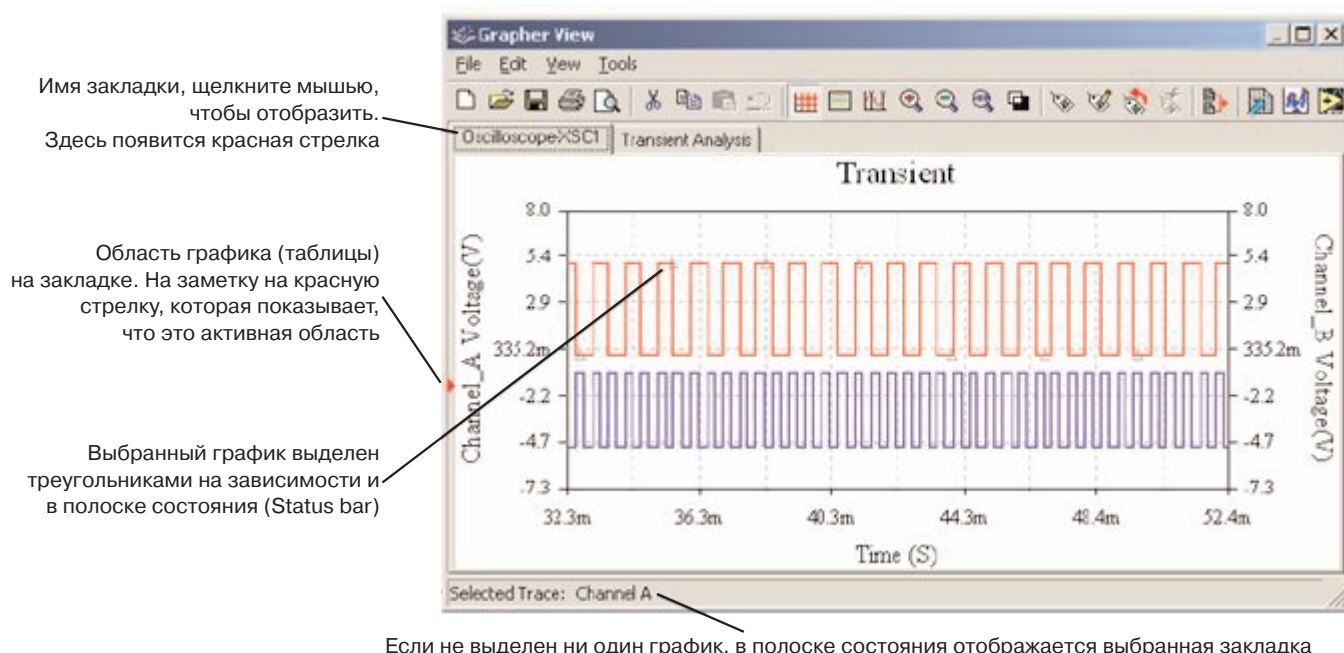 Имя закладки, щелкните мышью,
чтобы отобразить.
Здесь появится красная стрелка
Область графика (таблицы)
на закладке. На заметку на красную
стрелку, которая показывает,
что это активная область
Выбранный график выделен
треугольниками на зависимости и
в полоске состояния (Status bar)
Grapher View
File Edit View Tools
Oscilloscope-XSC1 Transient Analysis
Transient
Channel_A Voltage(V)
8.0
5.4
2.9
335.2m
-2.2
-4.7
-7.3
8.0
5.4
2.9
335.2m
-2.2
-4.7
-7.3
Channel_B Voltage(V)
32.3m 36.3m 40.3m 44.3m 48.4m 52.4m
Time (S)
Selected Trace: Channel A
Если не выделен ни один график, в полоске состояния отображается выбранная закладка